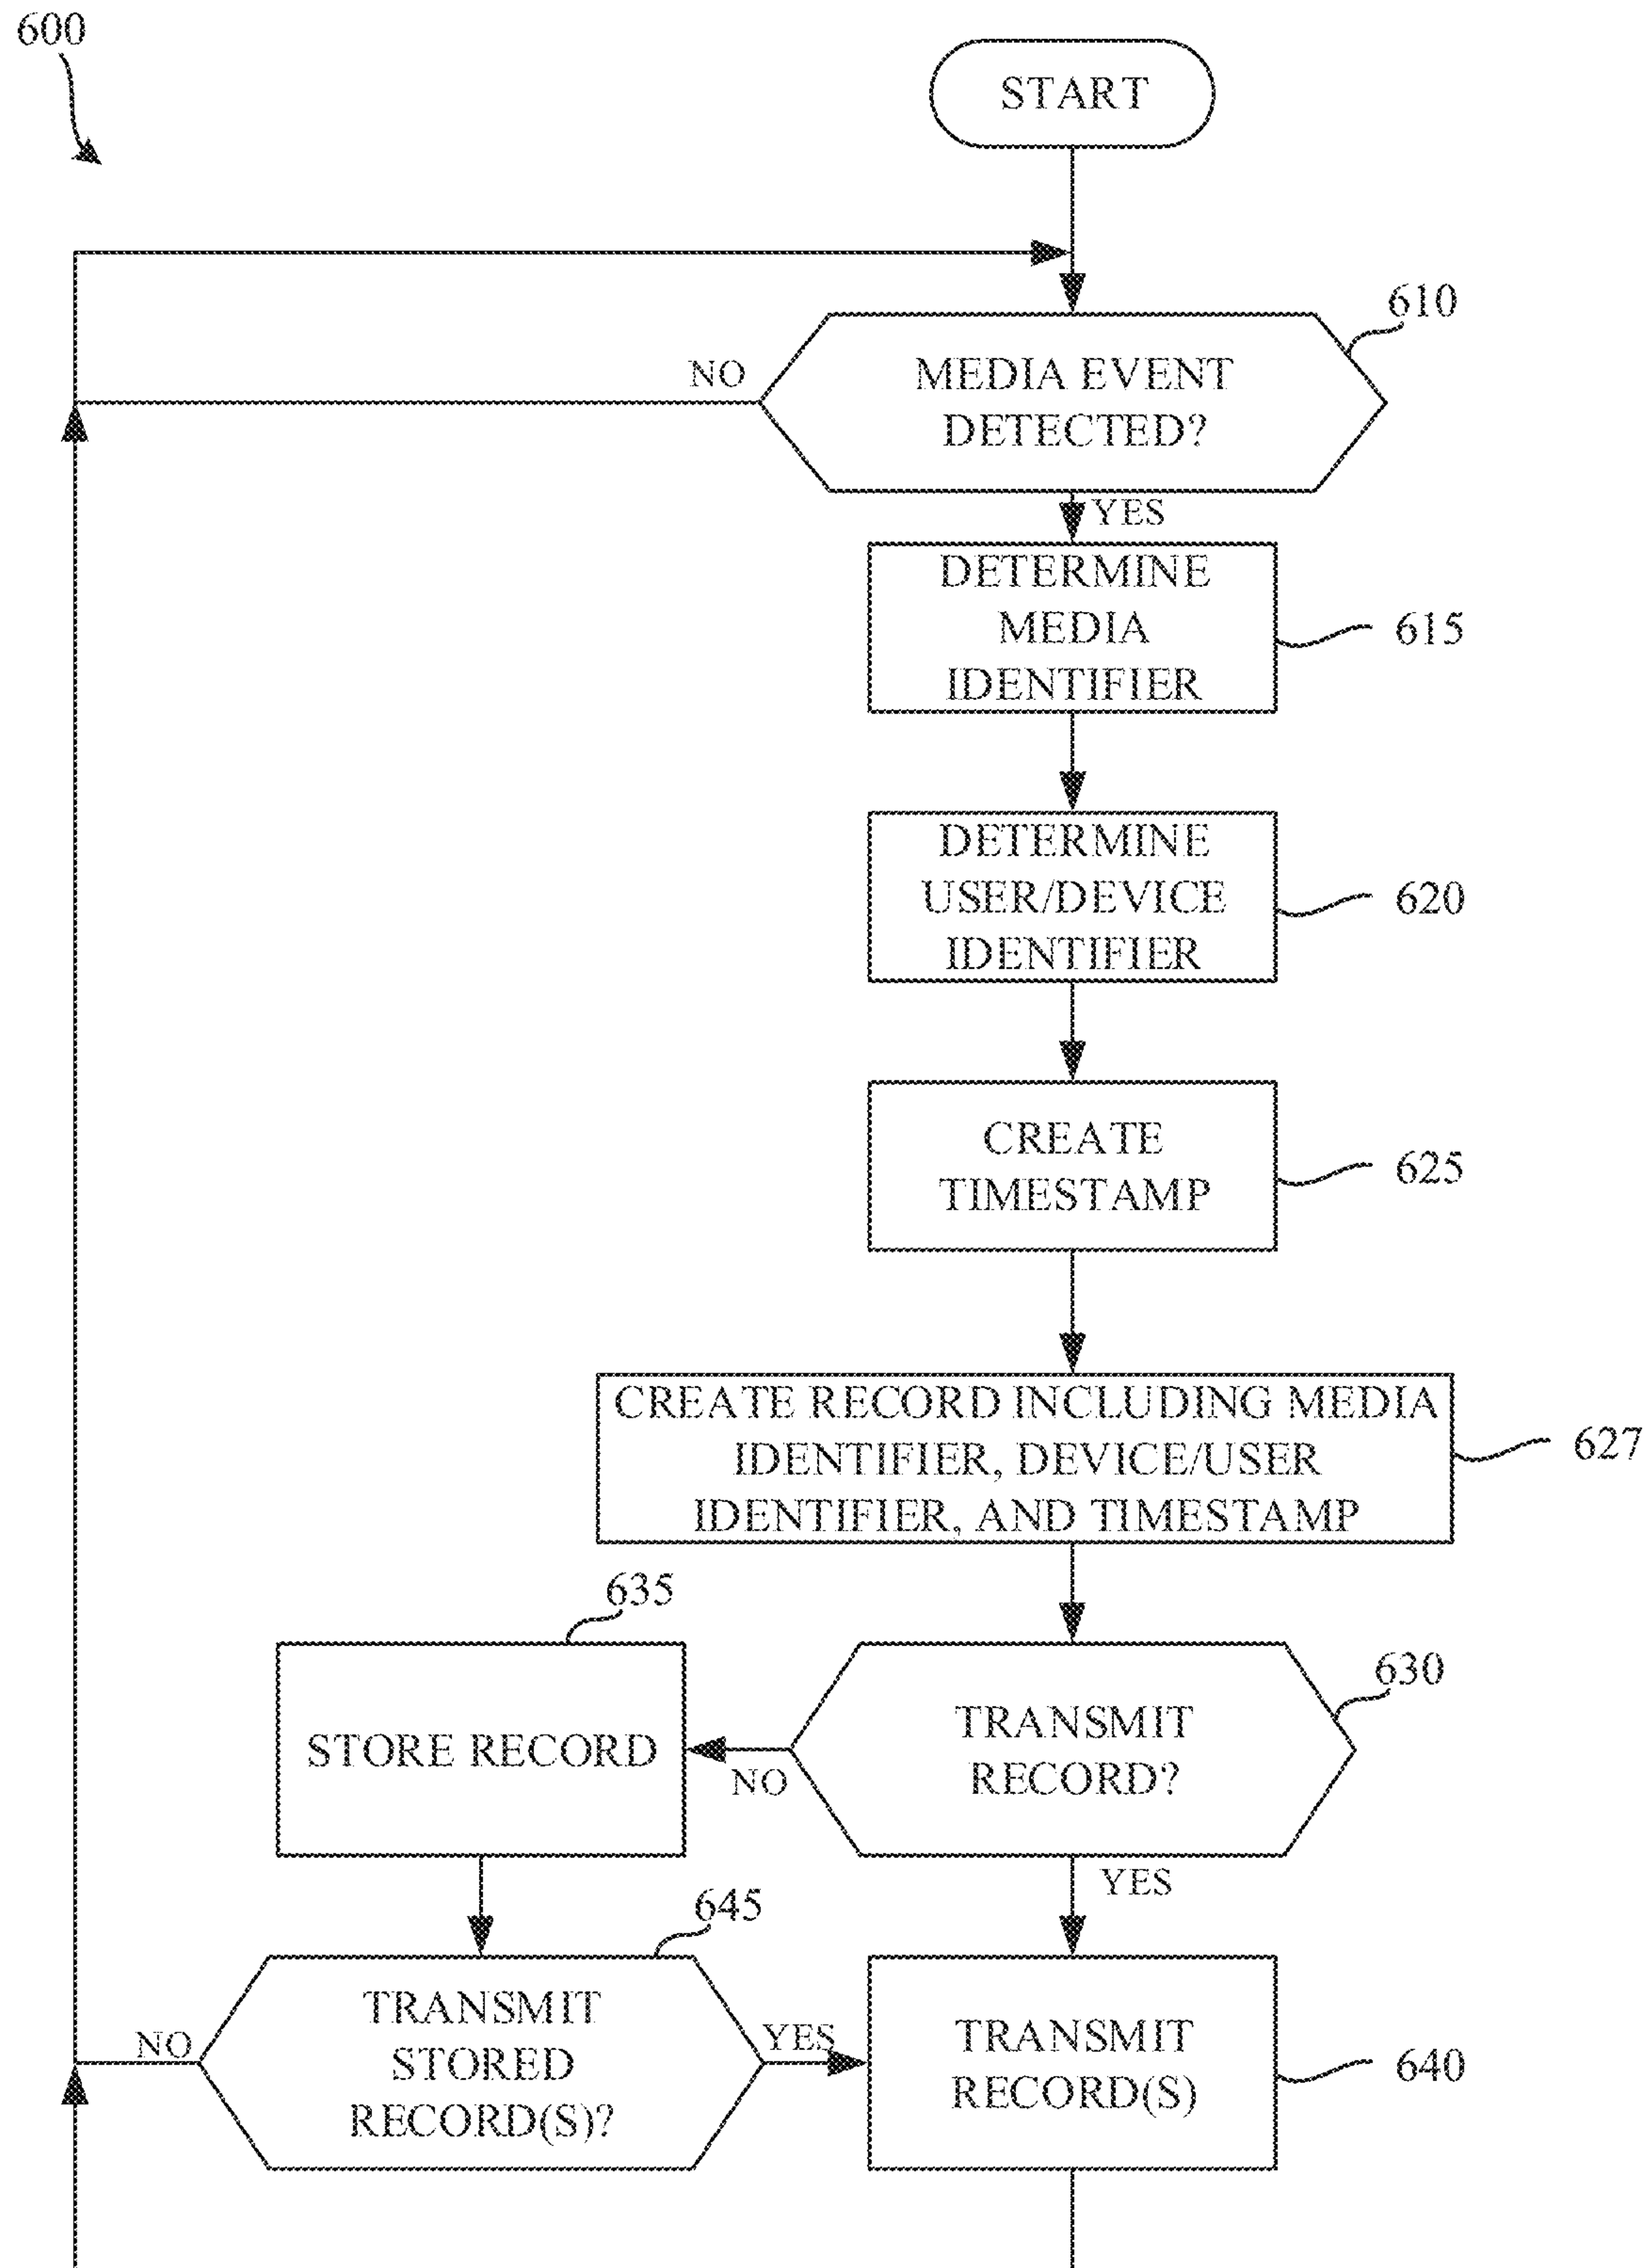 600
START
610
NO
MEDIA EVENT
DETECTED?
YES
DETERMINE
MEDIA
IDENTIFIER
615
DETERMINE
USER/DEVICE
IDENTIFIER
620
CREATE
TIMESTAMP
625
CREATE RECORD INCLUDING MEDIA
IDENTIFIER, DEVICE/USER
IDENTIFIER, AND TIMESTAMP
627
635
STORE RECORD
630
TRANSMIT
RECORD?
NO
YES
645
TRANSMIT
STORED
RECORD(S)?
NO
YES
TRANSMIT
RECORD(S)
640